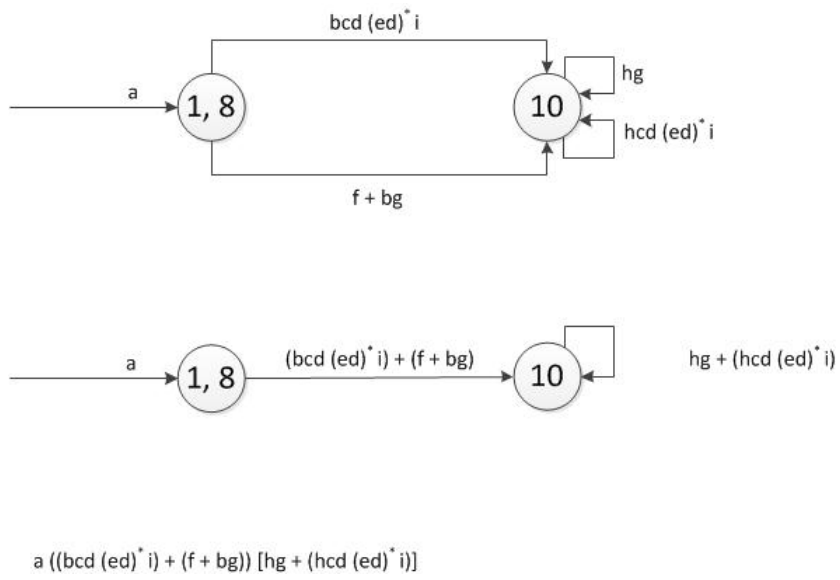 bcd (ed)* i
a
1, 8
10
hg
hcd (ed)* i
f + bg
a
1, 8
(bcd (ed)* i) + (f + bg)
10
hg + (hcd (ed)* i)
a ((bcd (ed)* i) + (f + bg)) [hg + (hcd (ed)* i)]